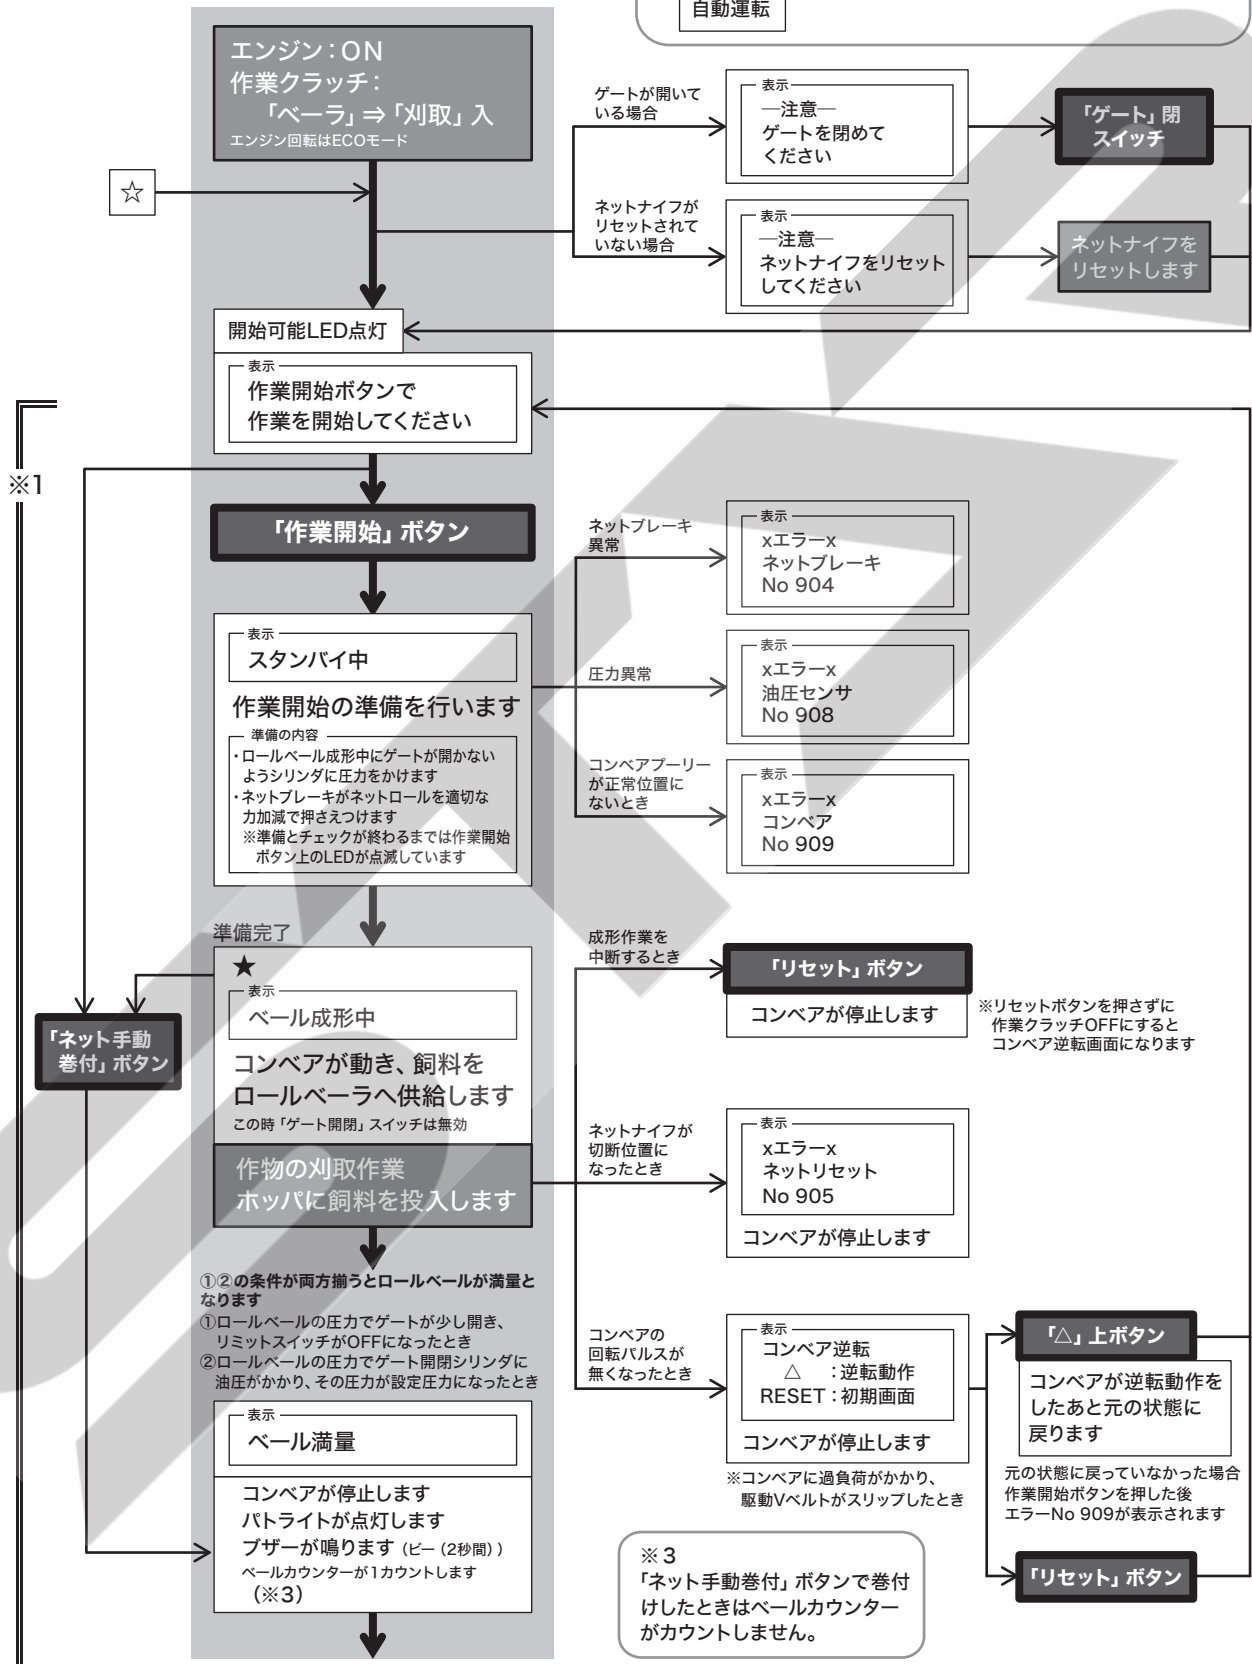 自動運転
エンジン：ON
作業クラッチ：
「ベーラ」⇒「刈取」入
エンジン回転はECOモード
☆
ゲートが開いて
いる場合
表示
―注意―
ゲートを閉めて
ください
「ゲート」閉
スイッチ
ネットナイフが
リセットされて
いない場合
表示
―注意―
ネットナイフをリセット
してください
ネットナイフを
リセットします
開始可能LED点灯
表示
作業開始ボタンで
作業を開始してください
※1
「作業開始」ボタン
ネットブレーキ
異常
表示
xエラーx
ネットブレーキ
No 904
表示
スタンバイ中
作業開始の準備を行います
準備の内容
・ロールベール成形中にゲートが開かない
ようシリンダに圧力をかけます
・ネットブレーキがネットロールを適切な
力加減で押さえつけます
※準備とチェックが終わるまでは作業開始
ボタン上のLEDが点滅しています
圧力異常
表示
xエラーx
油圧センサ
No 908
コンベアプーリー
が正常位置に
ないとき
表示
xエラーx
コンベア
No 909
準備完了
★
表示
ベール成形中
コンベアが動き、飼料を
ロールベーラへ供給します
この時「ゲート開閉」スイッチは無効
作物の刈取作業
ホッパに飼料を投入します
「ネット手動
巻付」ボタン
成形作業を
中断するとき
「リセット」ボタン
コンベアが停止します
※リセットボタンを押さずに
作業クラッチOFFにすると
コンベア逆転画面になります
ネットナイフが
切断位置に
なったとき
表示
xエラーx
ネットリセット
No 905
コンベアが停止します
①②の条件が両方揃うとロールベールが満量と
なります
①ロールベールの圧力でゲートが少し開き、
リミットスイッチがOFFになったとき
②ロールベールの圧力でゲート開閉シリンダに
油圧がかかり、その圧力が設定圧力になったとき
コンベアの
回転パルスが
無くなったとき
表示
コンベア逆転
△　：逆転動作
RESET：初期画面
コンベアが停止します
※コンベアに過負荷がかかり、
駆動Vベルトがスリップしたとき
「△」上ボタン
コンベアが逆転動作を
したあと元の状態に
戻ります
元の状態に戻っていなかった場合
作業開始ボタンを押した後
エラーNo 909が表示されます
「リセット」ボタン
表示
ベール満量
コンベアが停止します
パトライトが点灯します
ブザーが鳴ります（ビー（2秒間））
ベールカウンターが1カウントします
（※3）
※3
「ネット手動巻付」ボタンで巻付
けしたときはベールカウンター
がカウントしません。